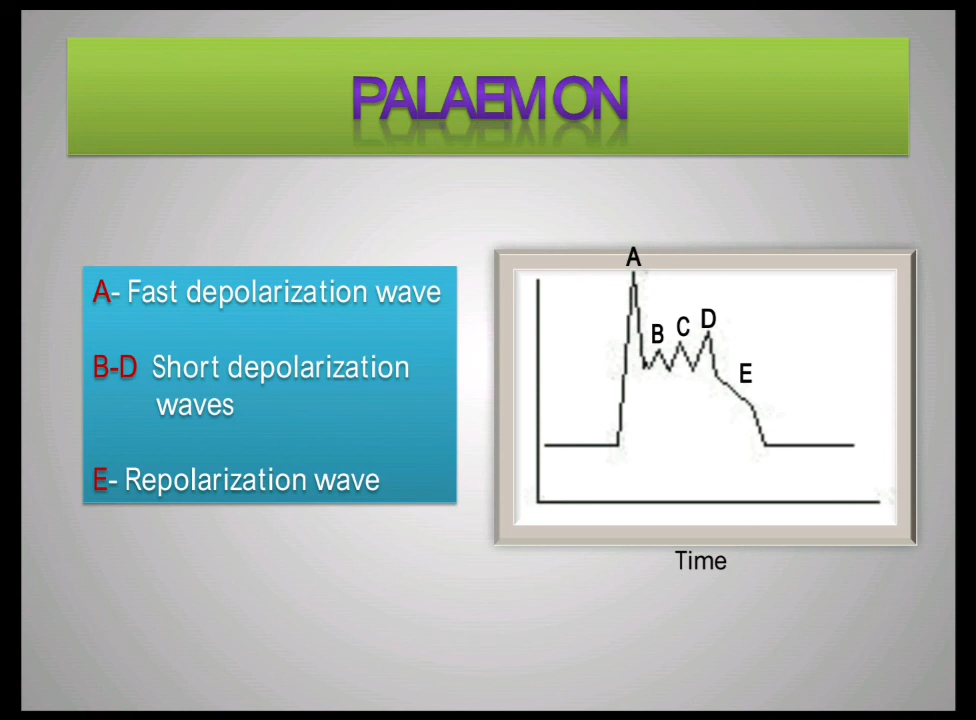 PALAEMON
A- Fast depolarization wave
B-D Short depolarization
waves
E- Repolarization wave
A
B
C
D
E
Time